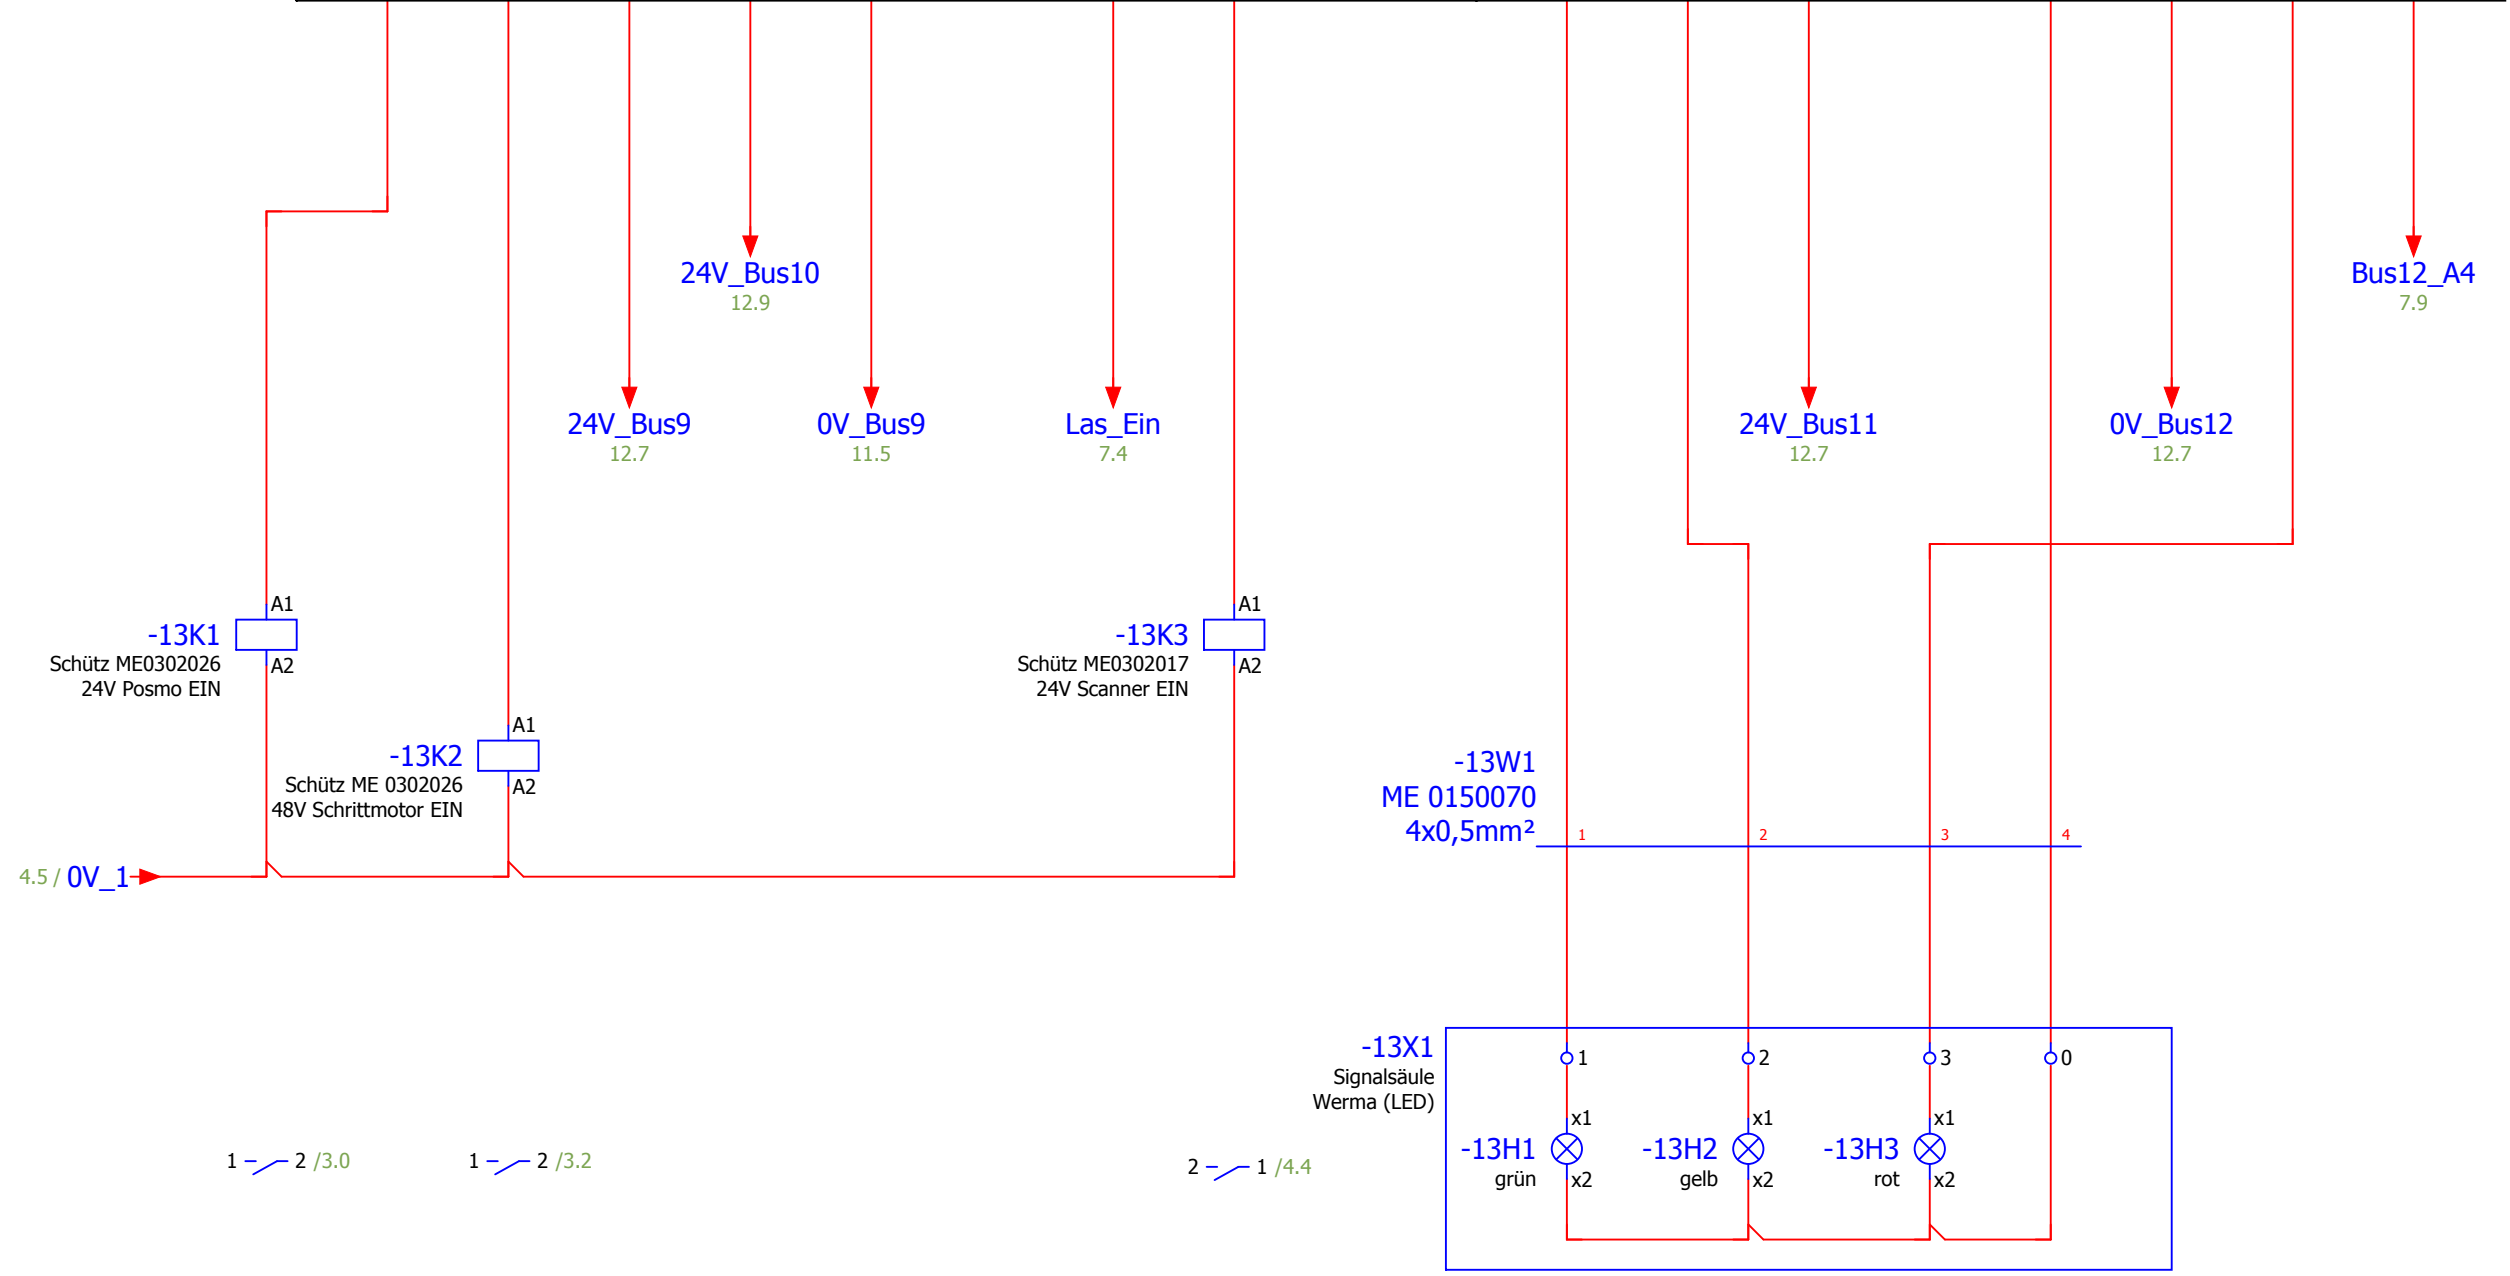 24V_Bus10
12.9
Bus12_A4
7.9
24V_Bus9
12.7
0V_Bus9
11.5
Las_Ein
7.4
24V_Bus11
12.7
0V_Bus12
12.7
A1
-13K1
Schütz ME0302026
24V Posmo EIN
A2
A1
-13K3
Schütz ME0302017
24V Scanner EIN
A2
A1
-13K2
Schütz ME 0302026
48V Schrittmotor EIN
A2
-13W1
ME 0150070
4x0,5mm²
1
2
3
4
4.5 / 0V_1
-13X1
Signalsäule
Werma (LED)
1
2
3
0
x1
-13H1
grün
x2
x1
-13H2
gelb
x2
x1
-13H3
rot
x2
1 2 /3.0
1 2 /3.2
2 1 /4.4